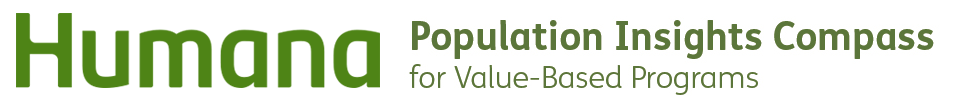 Humana
Population Insights Compass
for Value-Based Programs